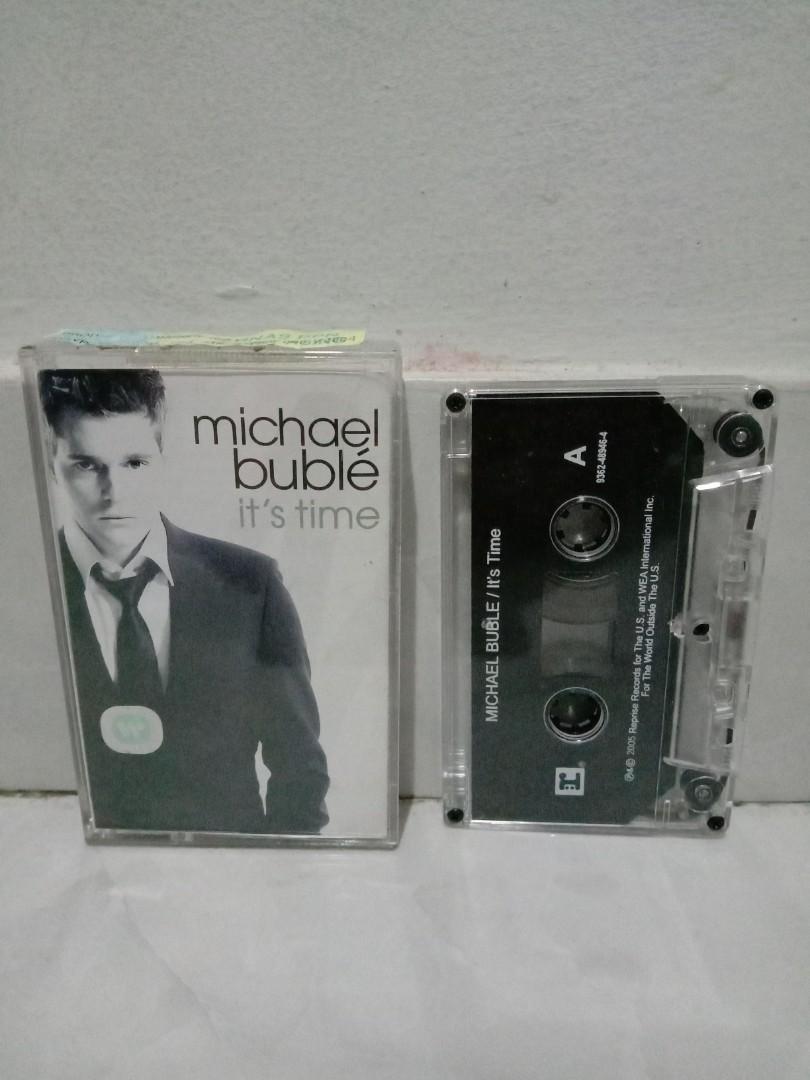 michael
bublé
it's time
A
9362-48946-4
MICHAEL BUBLE / It's Time
℗&© 2005 Reprise Records for The U.S. and WEA International Inc.
For The World Outside The U.S.